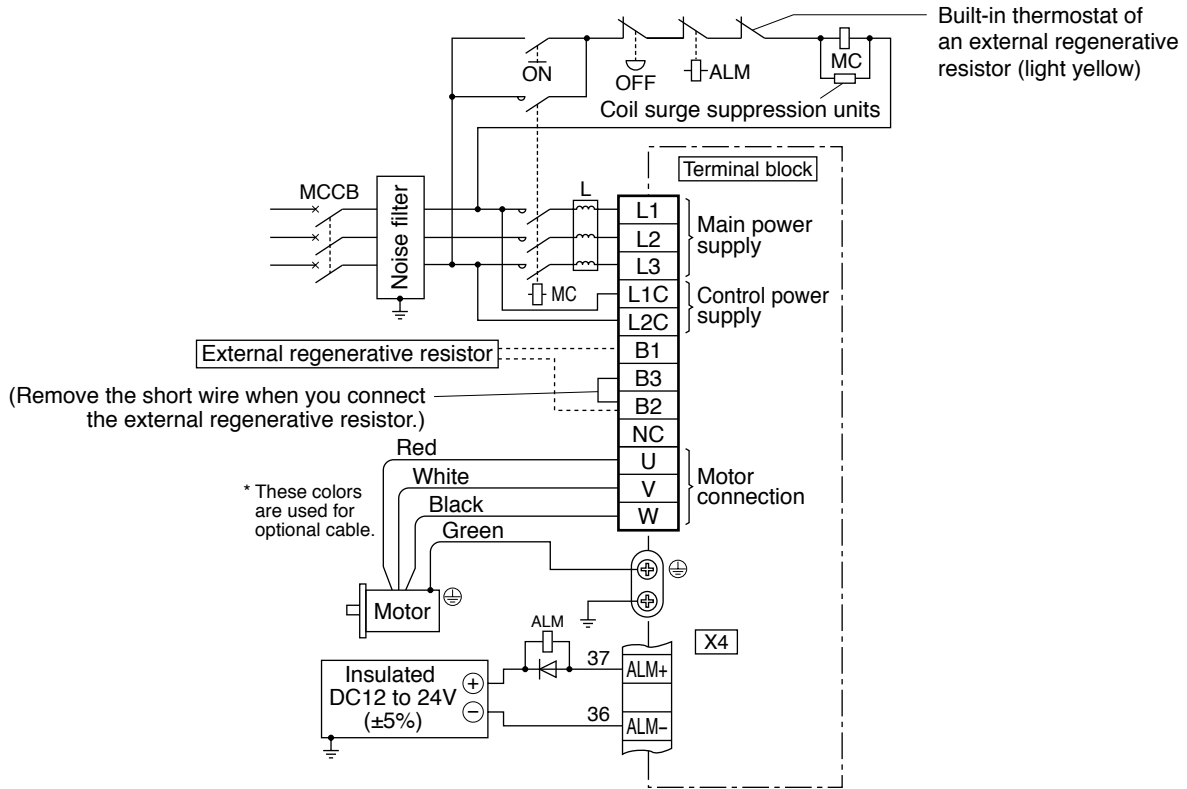 Built-in thermostat of
an external regenerative
resistor (light yellow)
ON
OFF
ALM
MC
Coil surge suppression units
Terminal block
MCCB
Noise filter
L
MC
L1
L2
L3
Main power
supply
L1C
L2C
Control power
supply
B1
B3
B2
NC
U
V
W
Motor
connection
External regenerative resistor
(Remove the short wire when you connect
the external regenerative resistor.)
Red
White
Black
Green
* These colors
are used for
optional cable.
Motor
ALM
X4
Insulated
DC12 to 24V
(±5%)
+
−
37
ALM+
36
ALM−